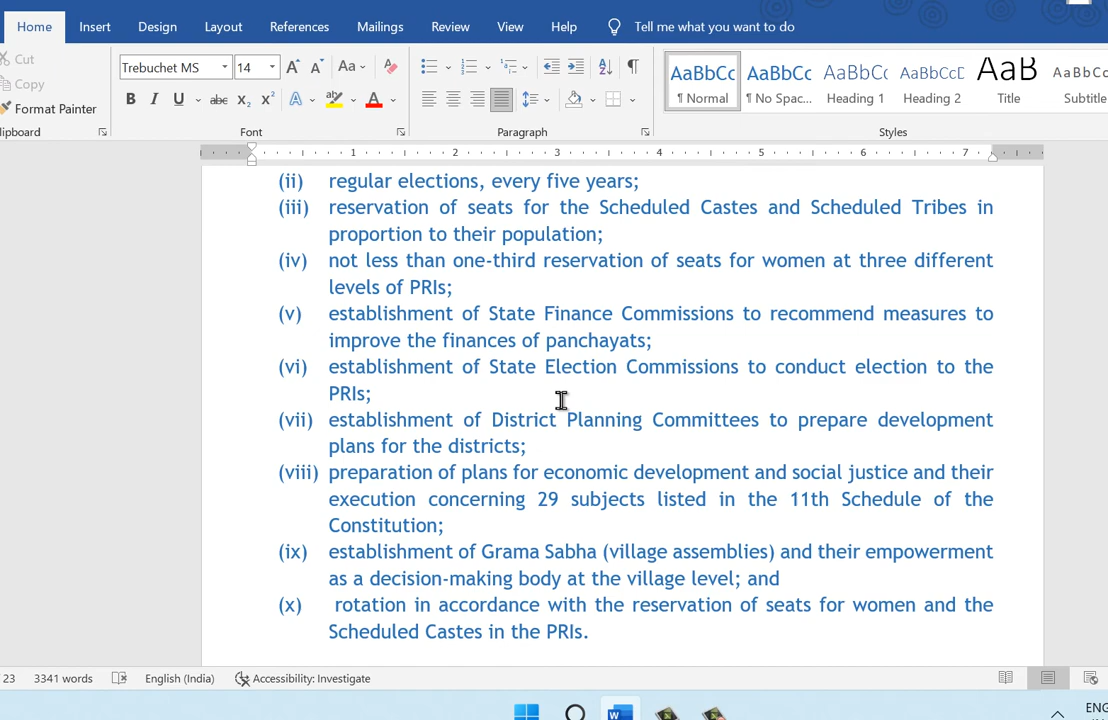 Home Insert Design Layout References Mailings Review View Help Tell me what you want to do
Cut
Copy
Format Painter
Trebuchet MS 14
AaBbCc AaBbCc AaBbCc AaBbCcD AaB AaBbC
¶ Normal ¶ No Spac... Heading 1 Heading 2 Title Subtitle
lipboard Font Paragraph Styles
1 2 3 4 5 6 7
(ii) regular elections, every five years;
(iii) reservation of seats for the Scheduled Castes and Scheduled Tribes in
proportion to their population;
(iv) not less than one-third reservation of seats for women at three different
levels of PRIs;
(v) establishment of State Finance Commissions to recommend measures to
improve the finances of panchayats;
(vi) establishment of State Election Commissions to conduct election to the
PRIs;
(vii) establishment of District Planning Committees to prepare development
plans for the districts;
(viii) preparation of plans for economic development and social justice and their
execution concerning 29 subjects listed in the 11th Schedule of the
Constitution;
(ix) establishment of Grama Sabha (village assemblies) and their empowerment
as a decision-making body at the village level; and
(x) rotation in accordance with the reservation of seats for women and the
Scheduled Castes in the PRIs.
23 3341 words English (India) Accessibility: Investigate
ENG